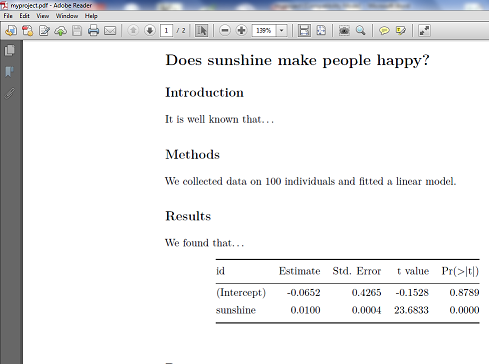 myproject.pdf - Adobe Reader
File Edit View Window Help
1 / 2 139%
Does sunshine make people happy?
Introduction
It is well known that...
Methods
We collected data on 100 individuals and fitted a linear model.
Results
We found that...
id Estimate Std. Error t value Pr(>|t|)
(Intercept) -0.0652 0.4265 -0.1528 0.8789
sunshine 0.0100 0.0004 23.6833 0.0000